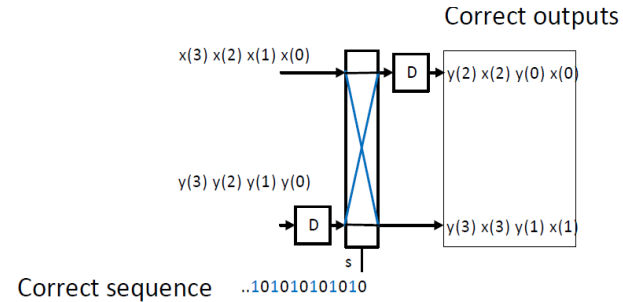 Correct outputs
x(3) x(2) x(1) x(0)
D
y(2) x(2) y(0) x(0)
y(3) y(2) y(1) y(0)
D
y(3) x(3) y(1) x(1)
s
Correct sequence ..101010101010